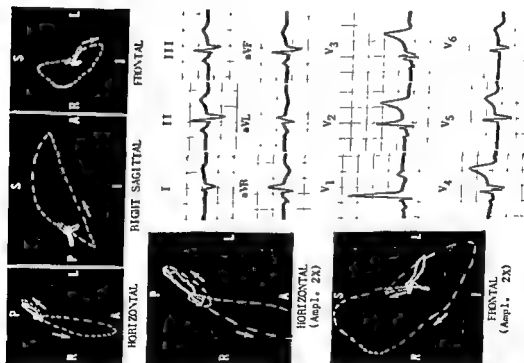 P
S
S
R
L
P
A
R
L
A
I
I
HORIZONTAL
RIGHT SAGITTAL
FRONTAL
P
R
L
A
HORIZONTAL
(Ampl. 2X)
I
II
III
aVR
aVL
aVF
S
R
L
I
FRONTAL
(Ampl. 2X)
V1
V2
V3
V4
V5
V6